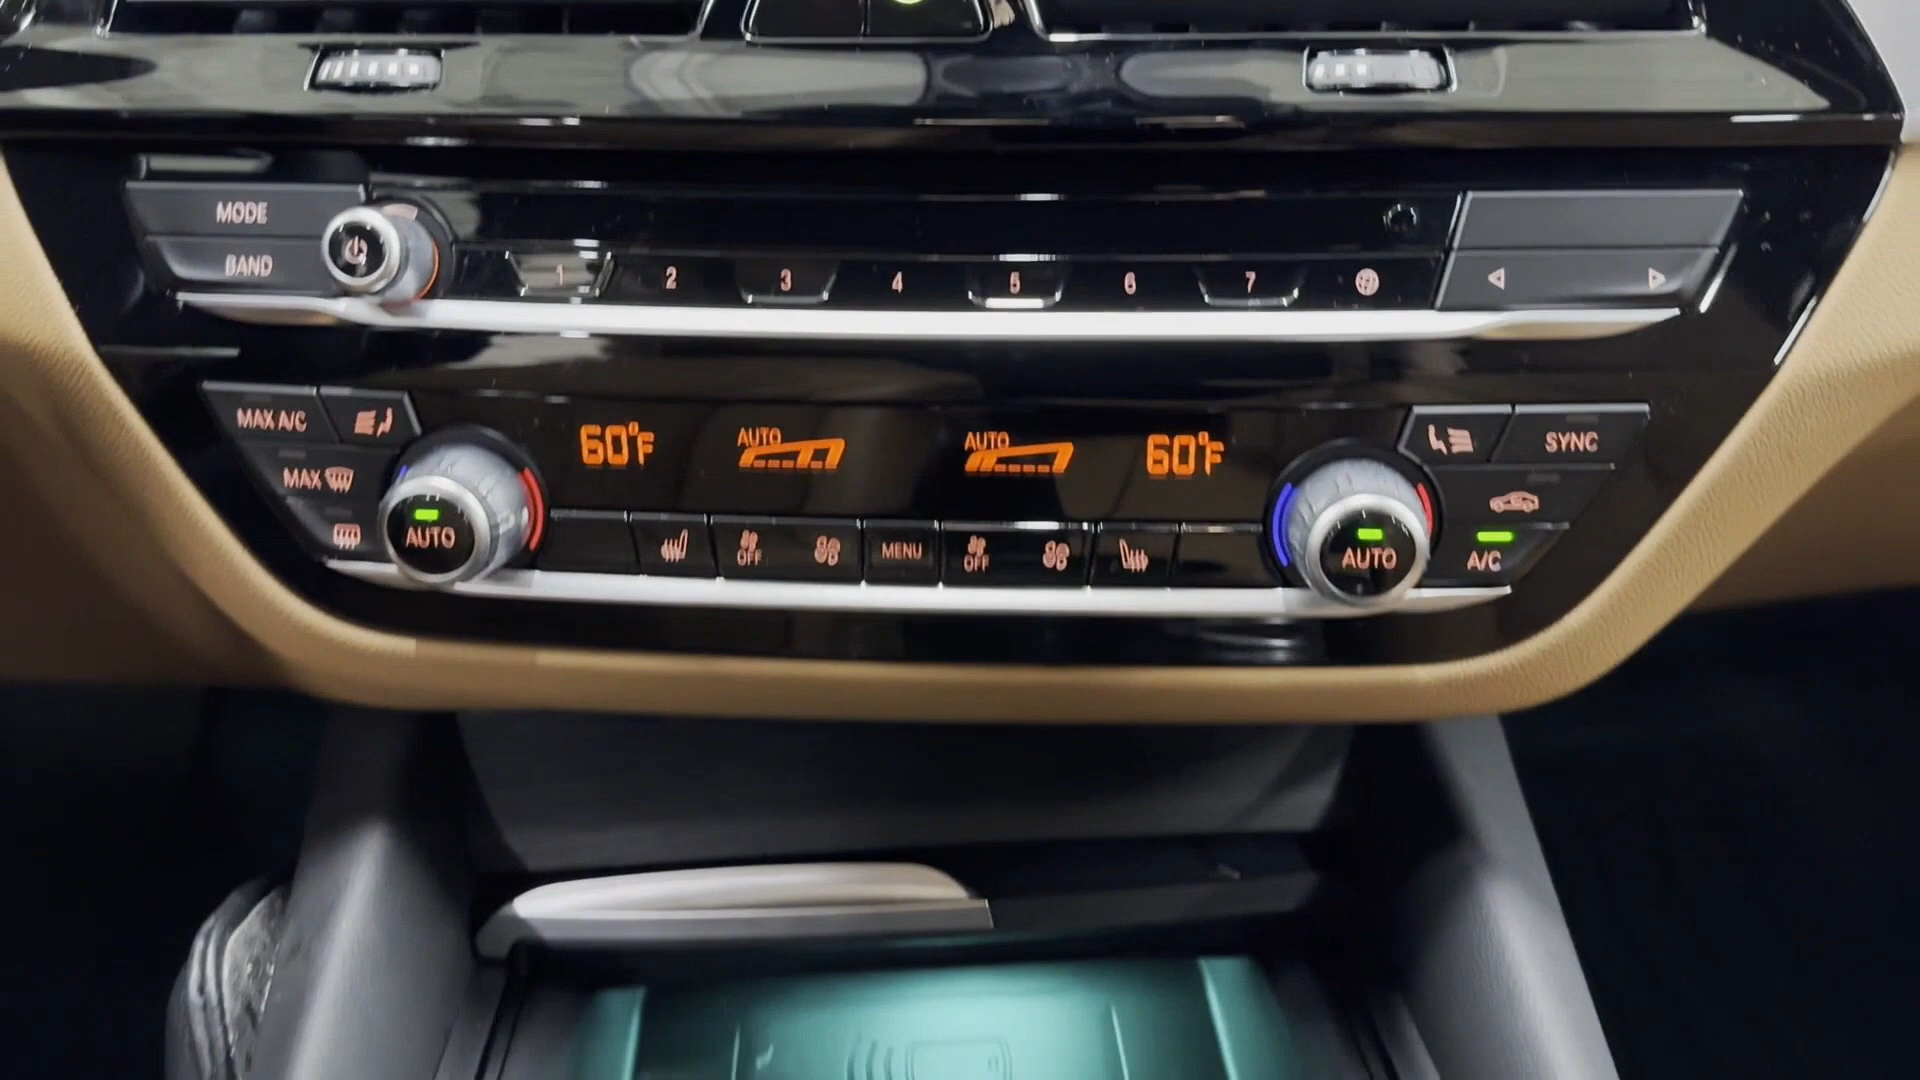 MODE
BAND
1 2 3 4 5 6 7
MAX A/C
60°F AUTO AUTO 60°F
SYNC
MAX
AUTO
OFF
MENU
OFF
AUTO
A/C